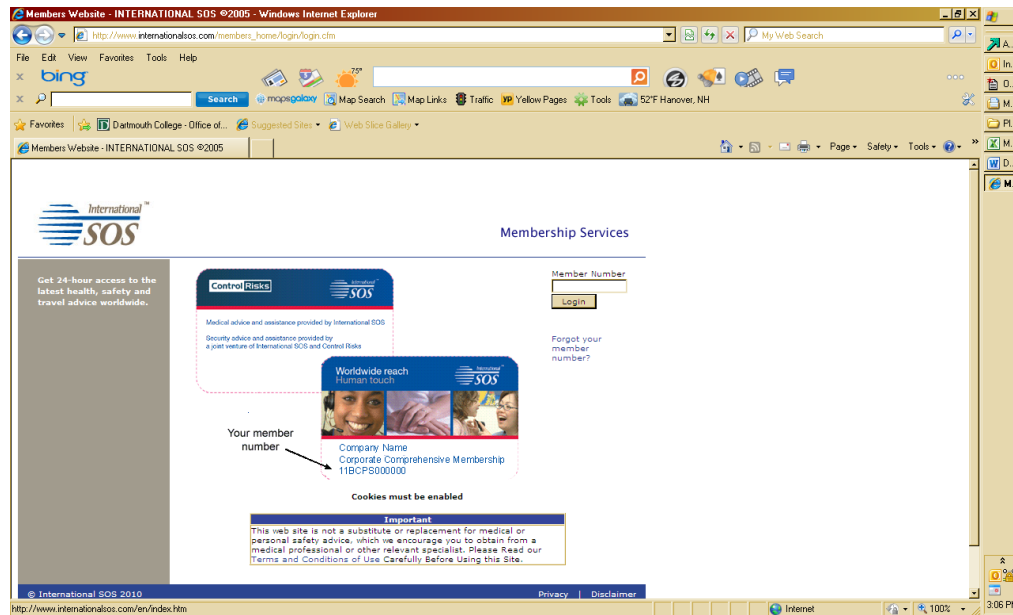 Members Website - INTERNATIONAL SOS ©2005 - Windows Internet Explorer
http://www.internationalsos.com/members_home/login/login.cfm
My Web Search
File Edit View Favorites Tools Help
x bing 75°
x Search mapsgalaxy Map Search Map Links Traffic YP Yellow Pages Tools 52°F Hanover, NH
Favorites Dartmouth College - Office of... Suggested Sites Web Slice Gallery
Members Website - INTERNATIONAL SOS ©2005
Page Safety Tools
A..
In.
O..
M.
Pl.
M.
D..
M.
International™
SOS
Membership Services
Get 24-hour access to the
latest health, safety and
travel advice worldwide.
Control Risks
International
SOS
Medical advice and assistance provided by International SOS
Security advice and assistance provided by
a joint venture of International SOS and Control Risks
Member Number
Login
Forgot your
member
number?
Worldwide reach
Human touch
International
SOS
Your member
number
Company Name
Corporate Comprehensive Membership
11BCPS000000
Cookies must be enabled
Important
This web site is not a substitute or replacement for medical or
personal safety advice, which we encourage you to obtain from a
medical professional or other relevant specialist. Please Read our
Terms and Conditions of Use Carefully Before Using this Site.
© International SOS 2010
Privacy | Disclaimer
http://www.internationalsos.com/en/index.htm
Internet
100%
3:06 PM